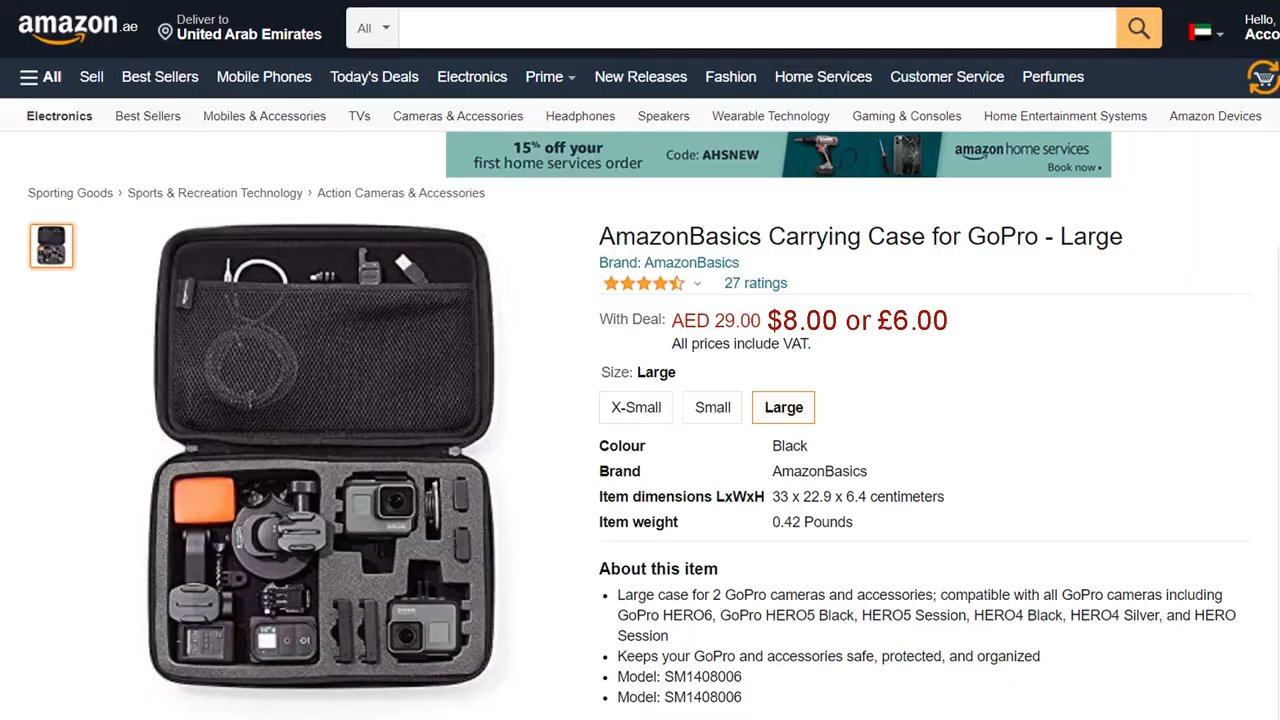 amazon.ae
Deliver to
United Arab Emirates
All
Hello,
Acco
All
Sell
Best Sellers
Mobile Phones
Today's Deals
Electronics
Prime
New Releases
Fashion
Home Services
Customer Service
Perfumes
Electronics
Best Sellers
Mobiles & Accessories
TVs
Cameras & Accessories
Headphones
Speakers
Wearable Technology
Gaming & Consoles
Home Entertainment Systems
Amazon Devices
15% off your
first home services order
Code: AHSNEW
amazon home services
Book now
Sporting Goods › Sports & Recreation Technology › Action Cameras & Accessories
AmazonBasics Carrying Case for GoPro - Large
Brand: AmazonBasics
27 ratings
With Deal: AED 29.00 $8.00 or £6.00
All prices include VAT.
Size: Large
X-Small
Small
Large
Colour Black
Brand AmazonBasics
Item dimensions LxWxH 33 x 22.9 x 6.4 centimeters
Item weight 0.42 Pounds
About this item
• Large case for 2 GoPro cameras and accessories; compatible with all GoPro cameras including
GoPro HERO6, GoPro HERO5 Black, HERO5 Session, HERO4 Black, HERO4 Silver, and HERO
Session
• Keeps your GoPro and accessories safe, protected, and organized
• Model: SM1408006
• Model: SM1408006